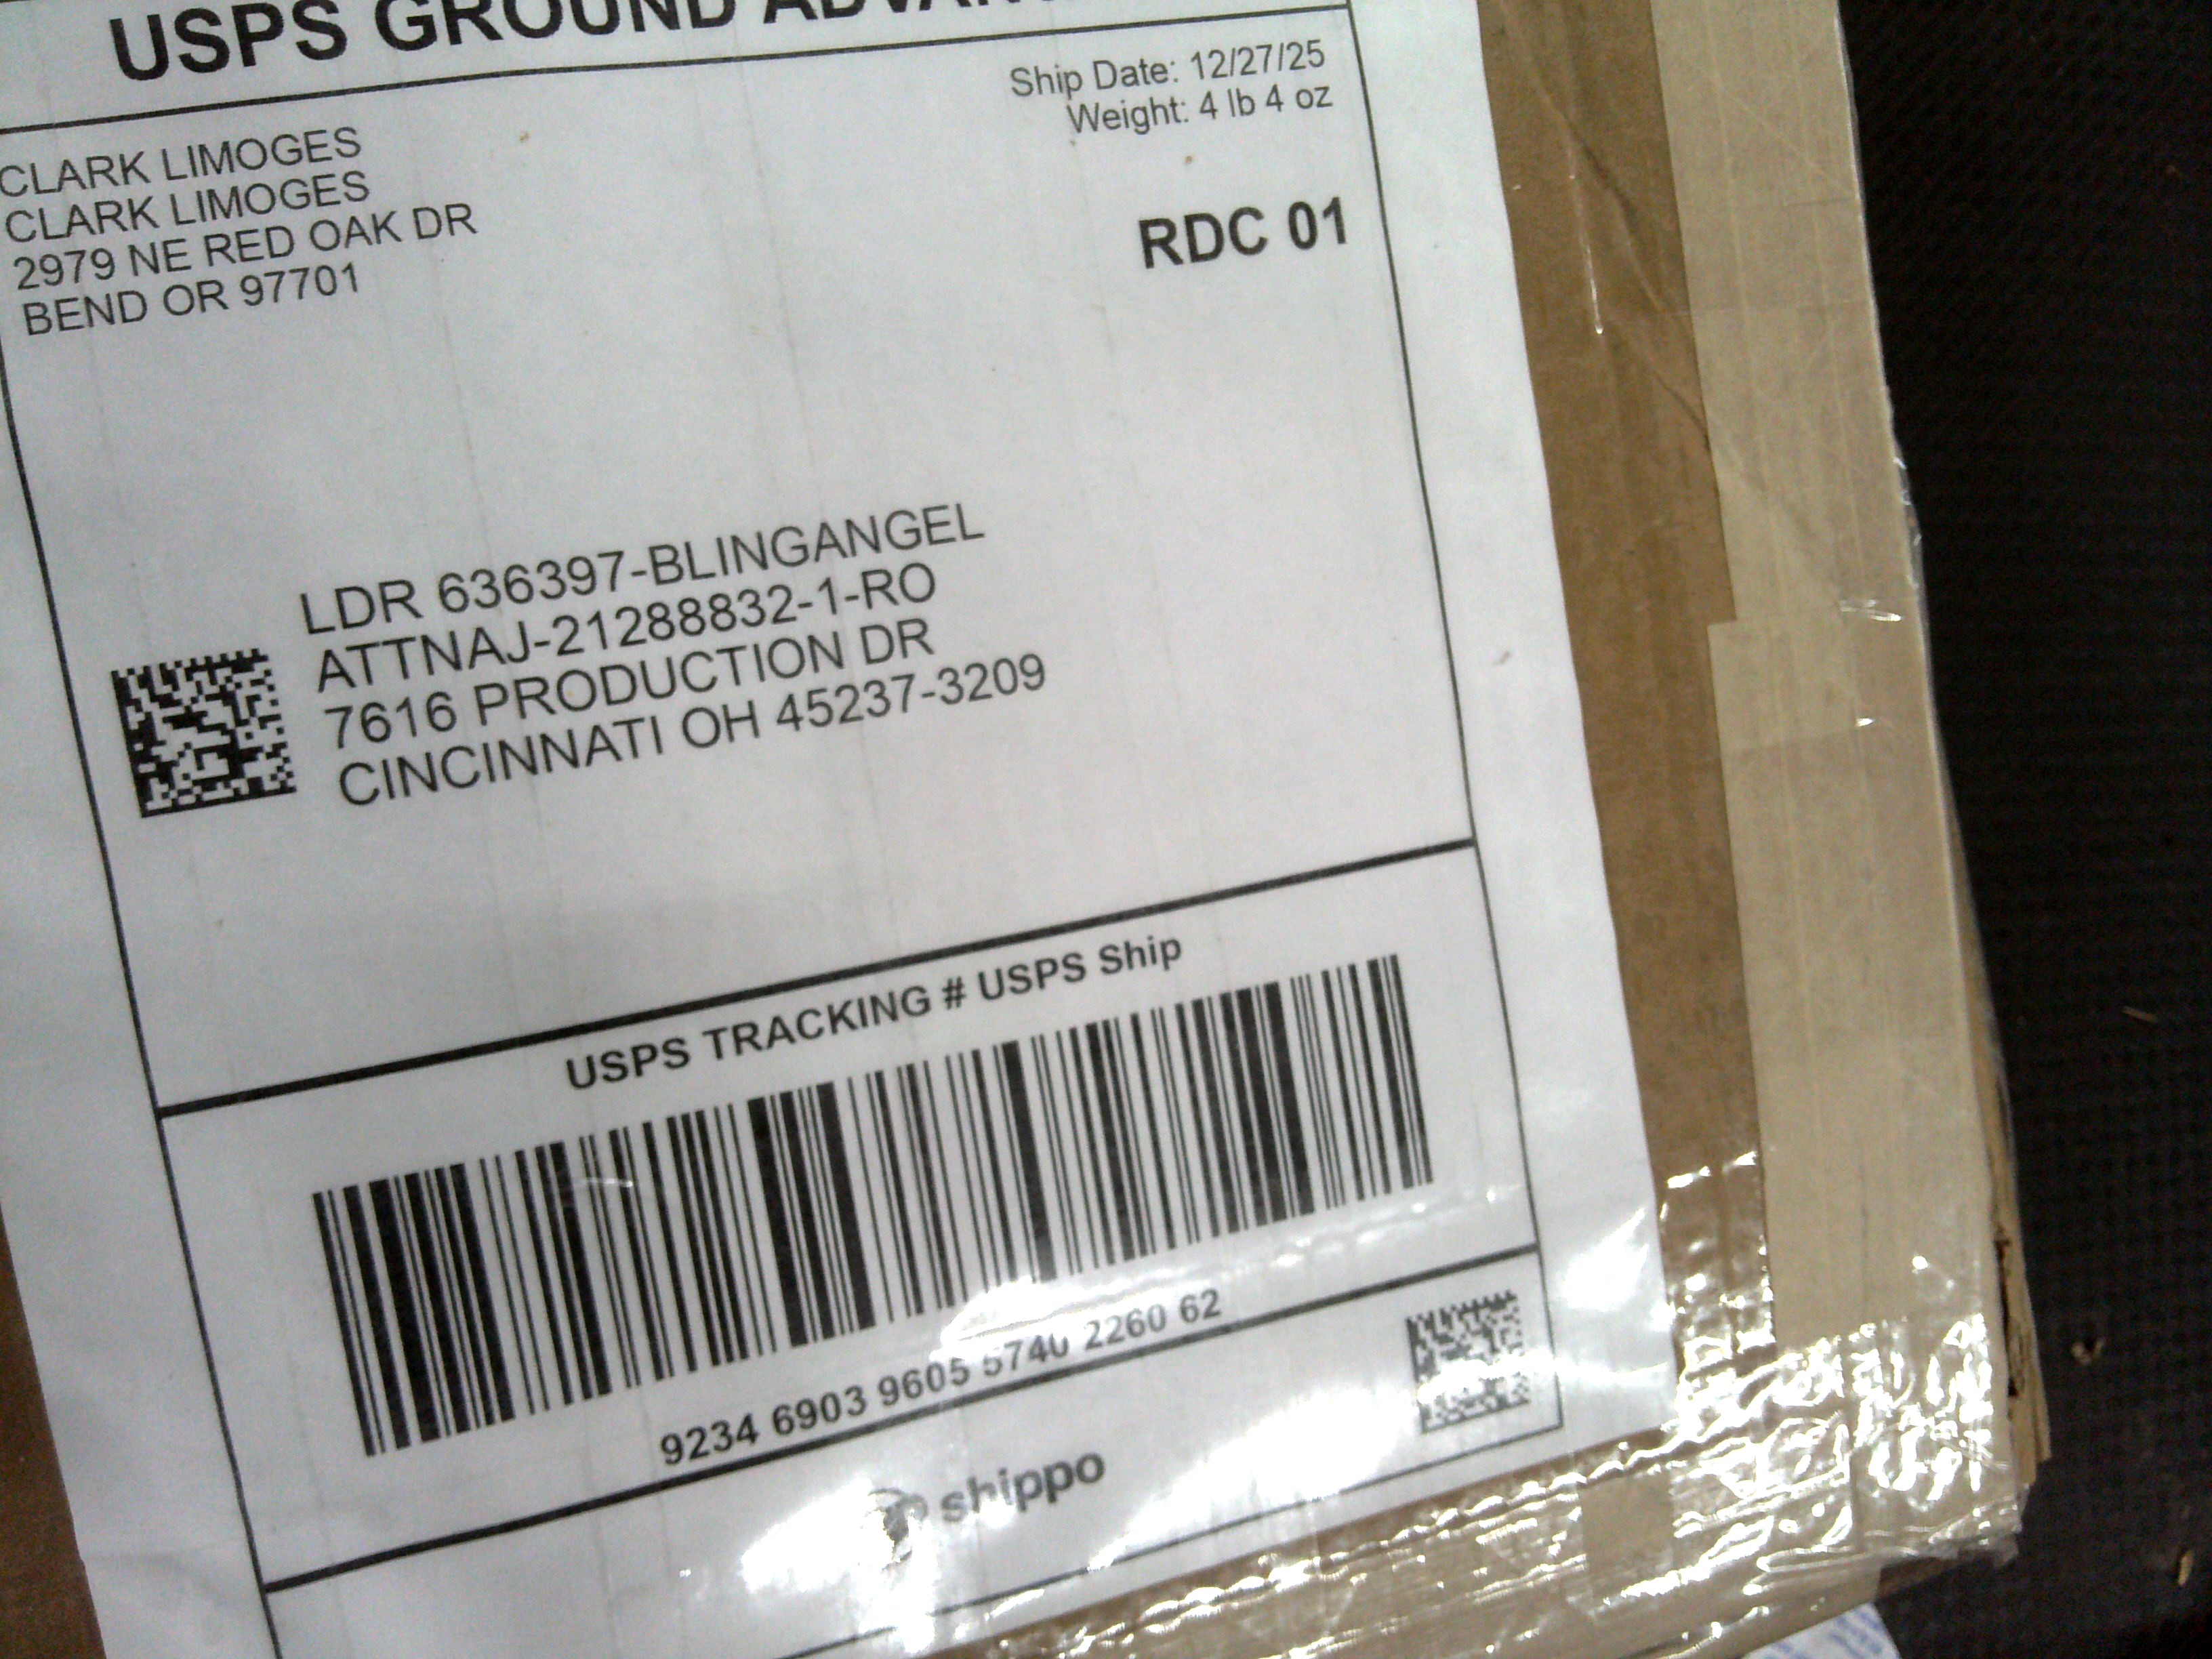 USPS GROUND
Ship Date: 12/27/25
Weight: 4 lb 4 oz
CLARK LIMOGES
CLARK LIMOGES
2979 NE RED OAK DR
BEND OR 97701
RDC 01
LDR 636397-BLINGANGEL
ATTNAJ-21288832-1-RO
7616 PRODUCTION DR
CINCINNATI OH 45237-3209
USPS TRACKING # USPS Ship
9234 6903 9605 5740 2260 62
shippo